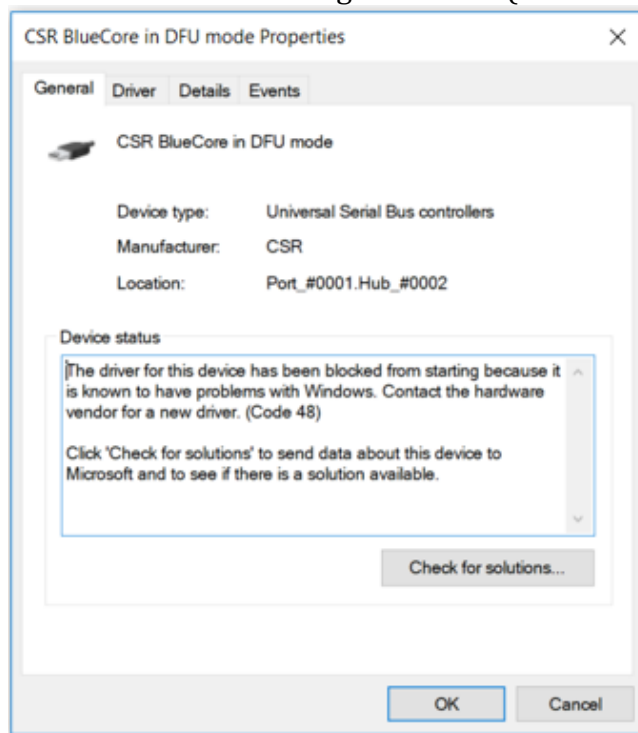 CSR BlueCore in DFU mode Properties
General Driver Details Events
CSR BlueCore in DFU mode
Device type: Universal Serial Bus controllers
Manufacturer: CSR
Location: Port_#0001.Hub_#0002
Device status
The driver for this device has been blocked from starting because it
is known to have problems with Windows. Contact the hardware
vendor for a new driver. (Code 48)
Click 'Check for solutions' to send data about this device to
Microsoft and to see if there is a solution available.
Check for solutions...
OK Cancel